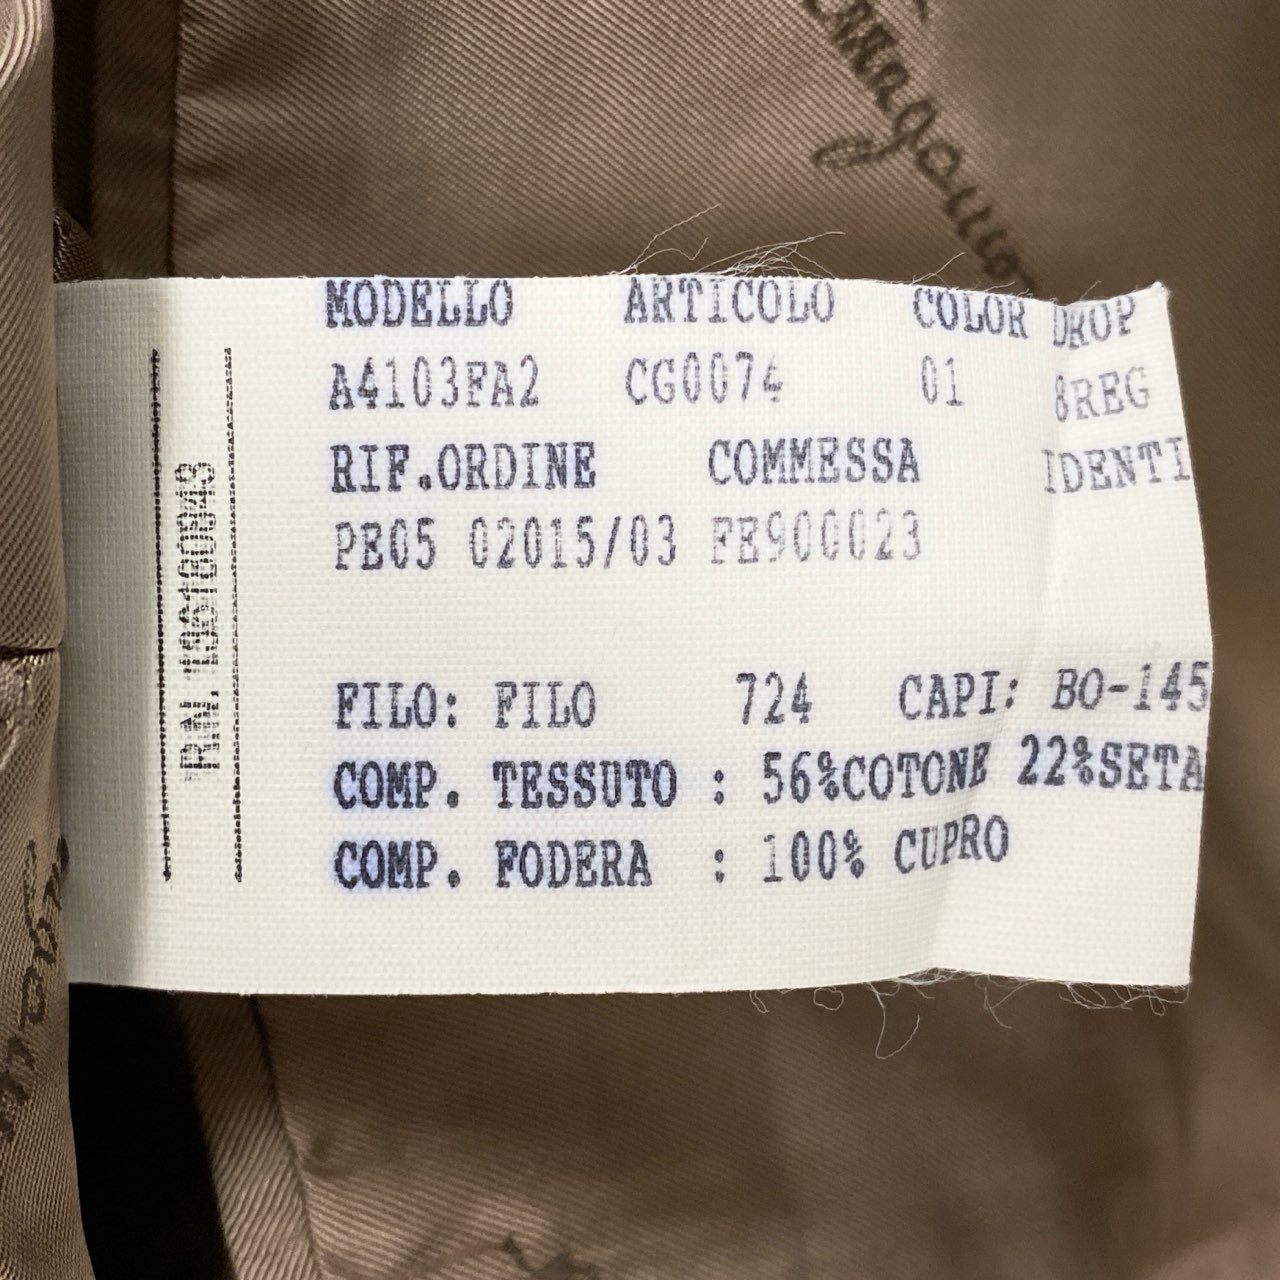 MODELLO ARTICOLO COLOR DROP
A4103FA2 CG0074 01 8REG
RIF.ORDINE COMMESSA IDENTI
PE05 02015/03 FE900023
FILO: FILO 724 CAPI: BO-145
COMP. TESSUTO : 56%COTONE 22%SETA
COMP. FODERA : 100% CUPRO